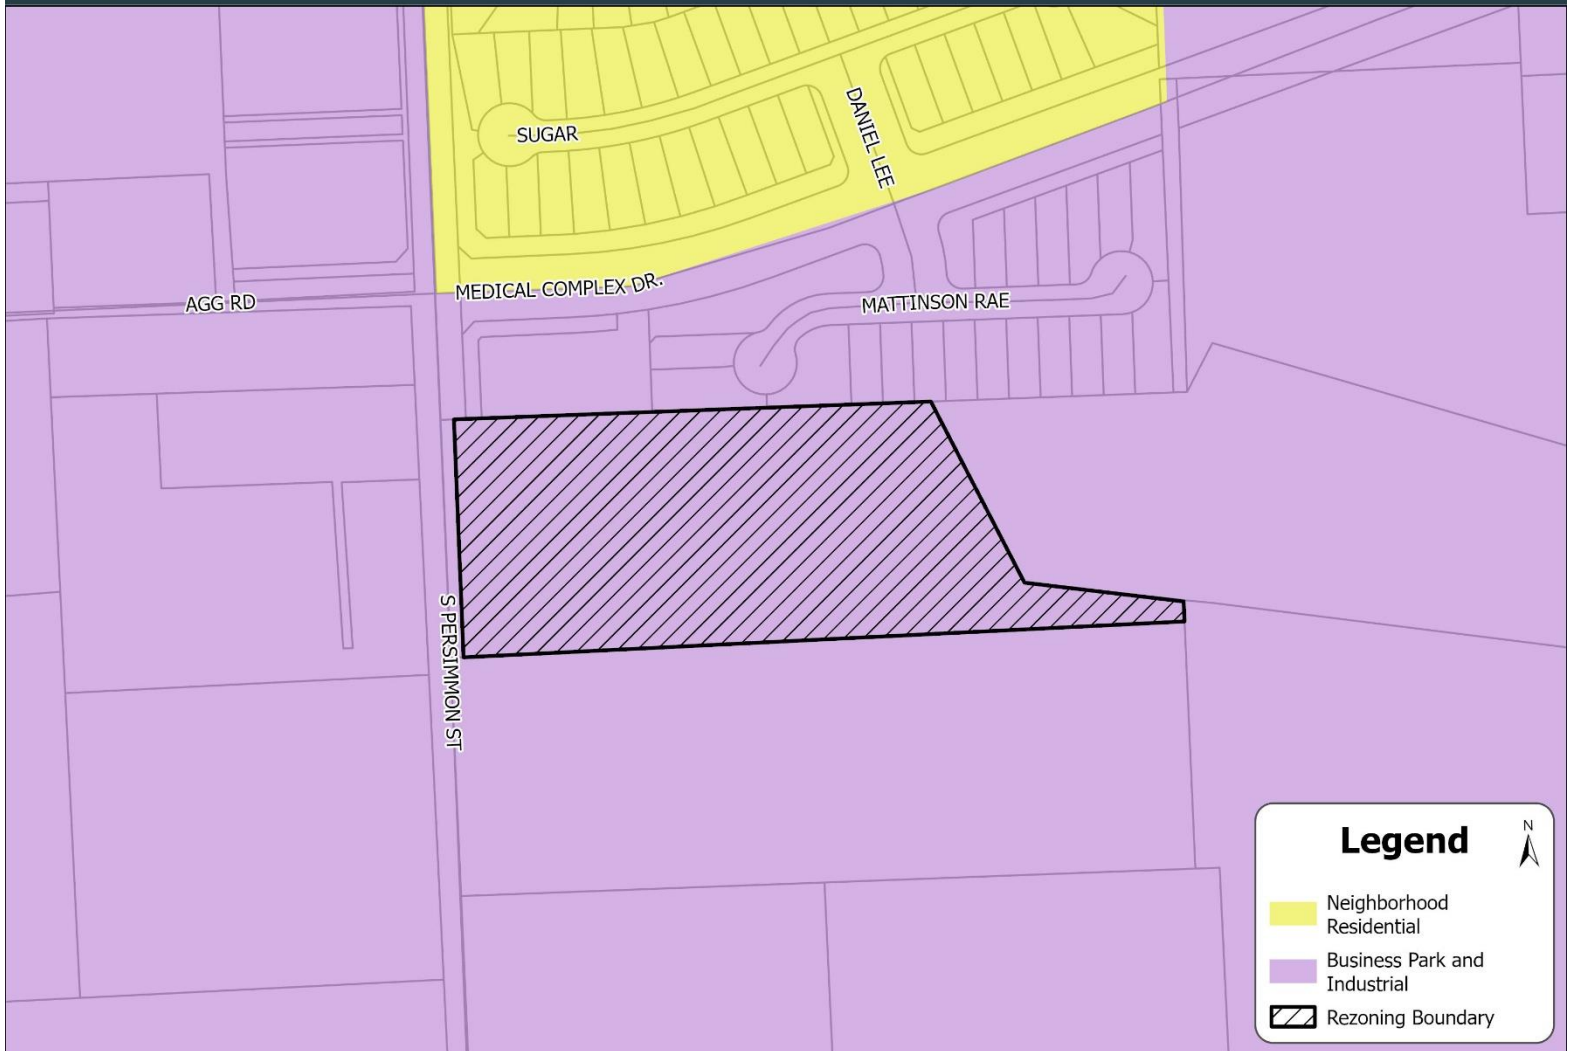 SUGAR
DANIEL LEE
MEDICAL COMPLEX DR.
AGG RD
MATTINSON RAE
S PERSIMMON ST
Legend
N
Neighborhood
Residential
Business Park and
Industrial
Rezoning Boundary